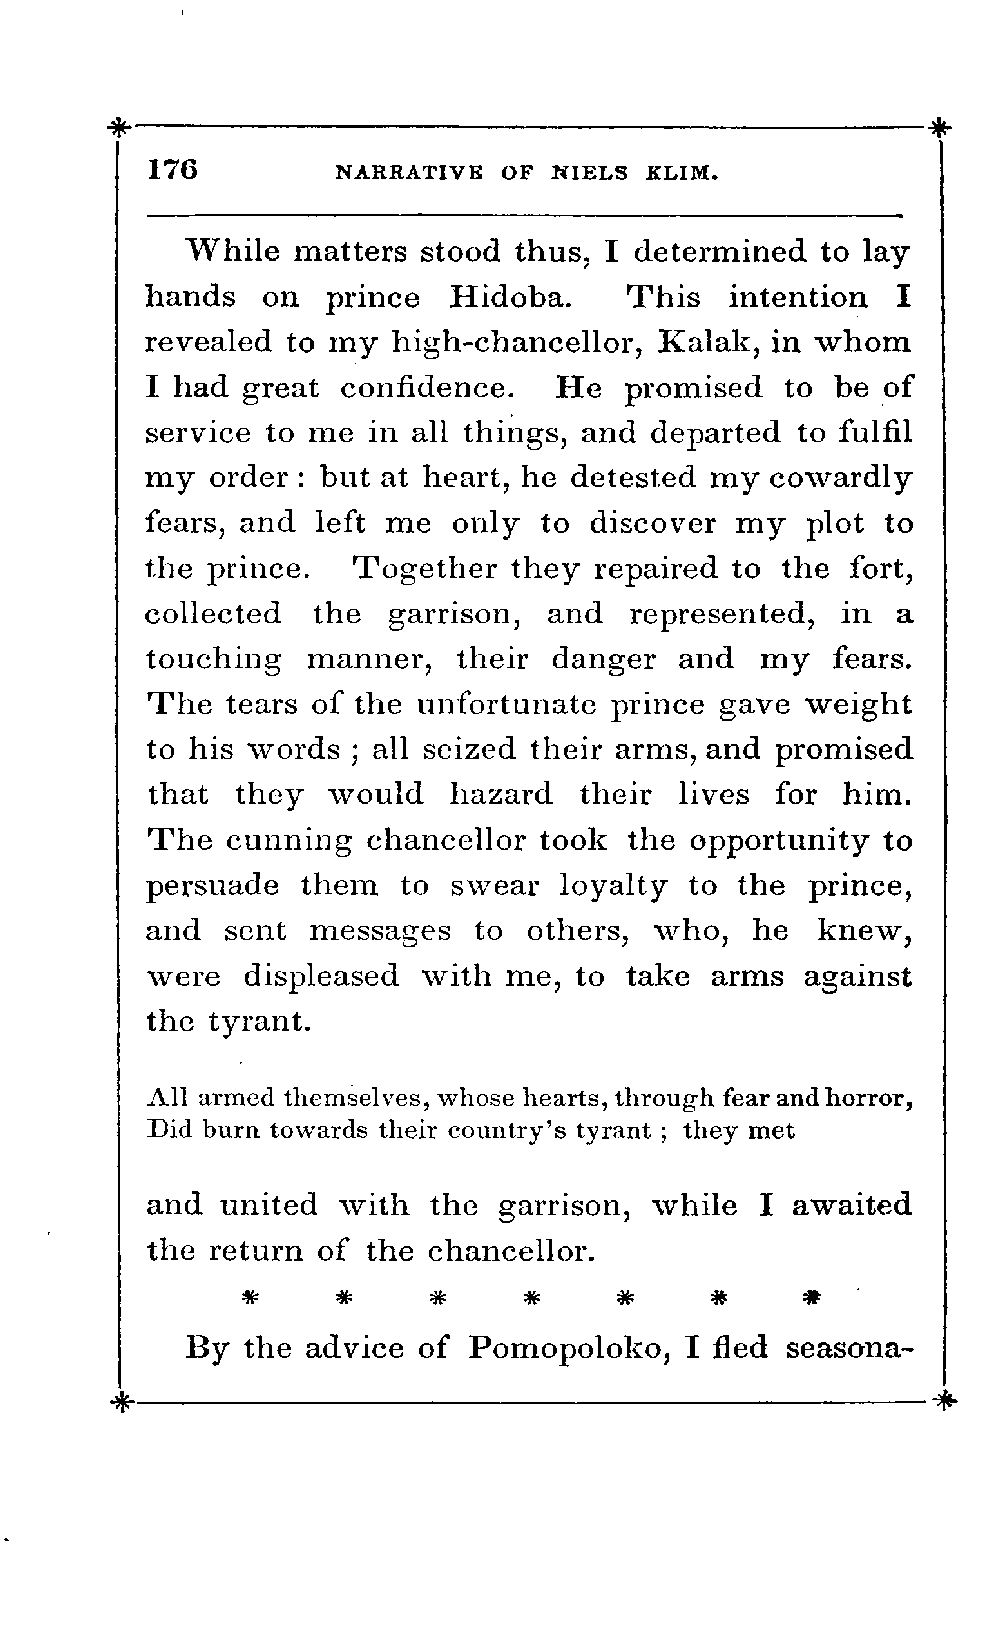 176 NARRATIVE OF NIELS KLIM.
While matters stood thus, I determined to lay
hands on prince Hidoba. This intention I
revealed to my high-chancellor, Kalak, in whom
I had great confidence. He promised to be of
service to me in all things, and departed to fulfil
my order : but at heart, he detested my cowardly
fears, and left me only to discover my plot to
the prince. Together they repaired to the fort,
collected the garrison, and represented, in a
touching manner, their danger and my fears.
The tears of the unfortunate prince gave weight
to his words ; all seized their arms, and promised
that they would hazard their lives for him.
The cunning chancellor took the opportunity to
persuade them to swear loyalty to the prince,
and sent messages to others, who, he knew,
were displeased with me, to take arms against
the tyrant.
All armed themselves, whose hearts, through fear and horror,
Did burn towards their country's tyrant ; they met
and united with the garrison, while I awaited
the return of the chancellor.
* * * * * * *
By the advice of Pomopoloko, I fled seasona-